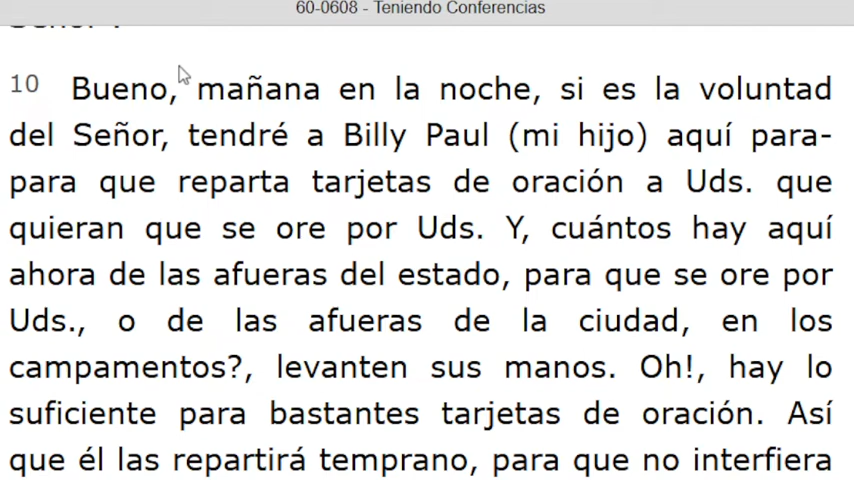 60-0608 - Teniendo Conferencias
Señor".
10 Bueno, mañana en la noche, si es la voluntad
del Señor, tendré a Billy Paul (mi hijo) aquí para-
para que reparta tarjetas de oración a Uds. que
quieran que se ore por Uds. Y, cuántos hay aquí
ahora de las afueras del estado, para que se ore por
Uds., o de las afueras de la ciudad, en los
campamentos?, levanten sus manos. Oh!, hay lo
suficiente para bastantes tarjetas de oración. Así
que él las repartirá temprano, para que no interfiera